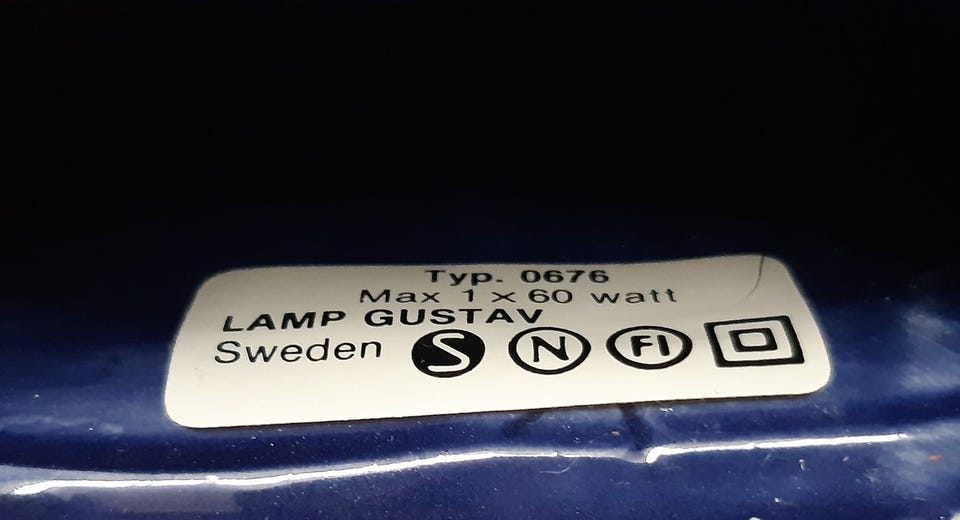 Typ. 0676
Max 1 x 60 watt
LAMP GUSTAV
Sweden S N FI